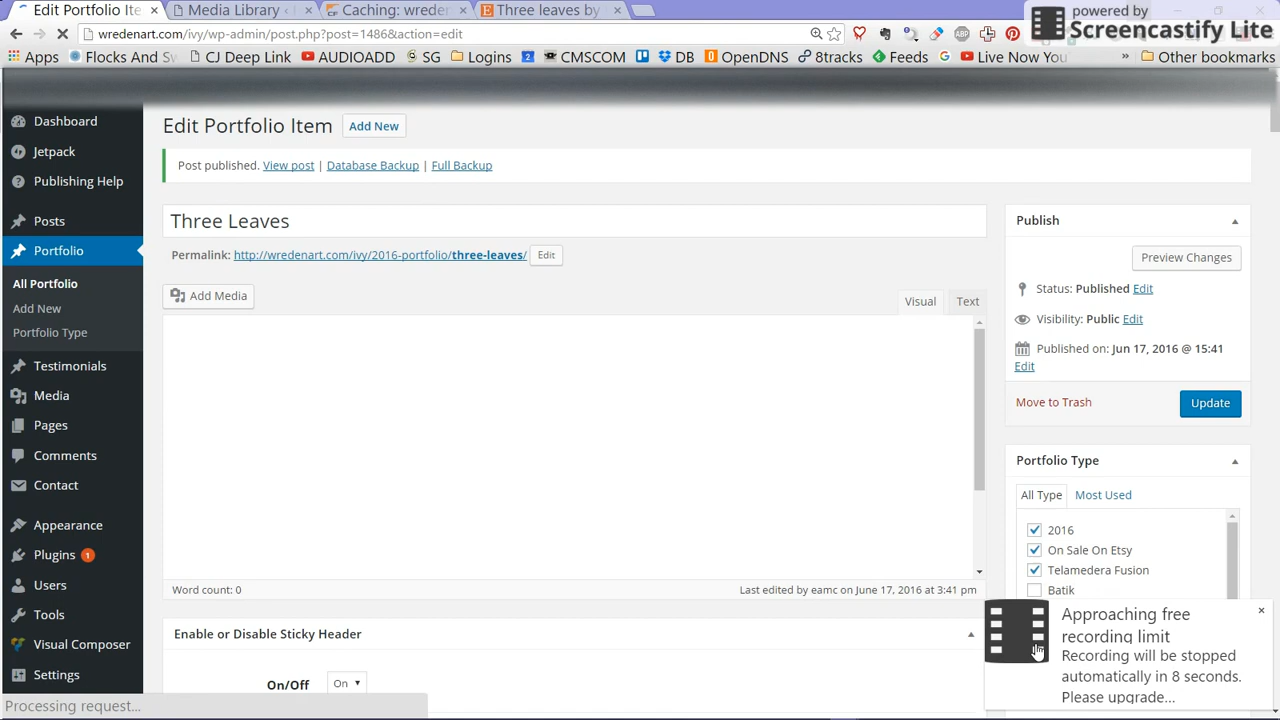 Edit Portfolio Item
Media Library ‹
Caching: wreden
Three leaves by
powered by
Screencastify Lite
wredenart.com/ivy/wp-admin/post.php?post=1486&action=edit
Apps
Flocks And Sw
CJ Deep Link
AUDIOADD
SG
Logins
CMSCOM
DB
OpenDNS
8tracks
Feeds
Live Now You
Other bookmarks
Dashboard
Jetpack
Publishing Help
Posts
Portfolio
All Portfolio
Add New
Portfolio Type
Testimonials
Media
Pages
Comments
Contact
Appearance
Plugins 1
Users
Tools
Visual Composer
Settings
Edit Portfolio Item Add New
Post published. View post | Database Backup | Full Backup
Three Leaves
Permalink: http://wredenart.com/ivy/2016-portfolio/three-leaves/ Edit
Add Media
Visual Text
Word count: 0
Last edited by eamc on June 17, 2016 at 3:41 pm
Enable or Disable Sticky Header
On/Off On
Publish
Preview Changes
Status: Published Edit
Visibility: Public Edit
Published on: Jun 17, 2016 @ 15:41
Edit
Move to Trash Update
Portfolio Type
All Type Most Used
2016
On Sale On Etsy
Telamedera Fusion
Batik
Approaching free
recording limit
Recording will be stopped
automatically in 8 seconds.
Please upgrade...
Processing request...